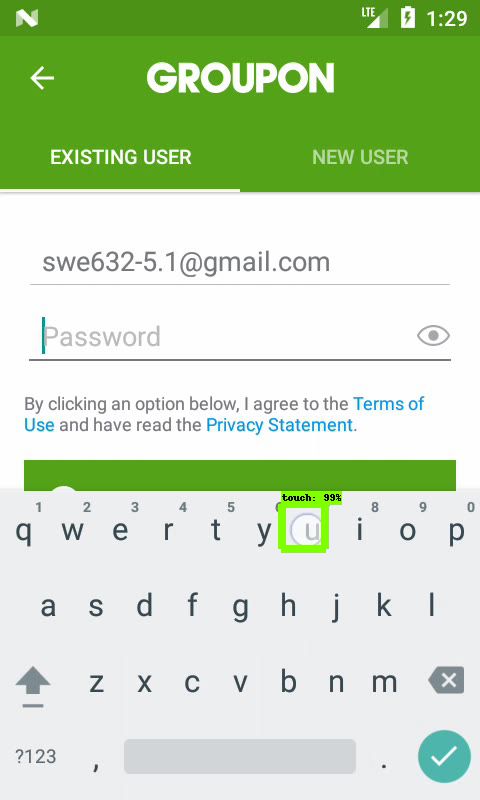 LTE 1:29
GROUPON
EXISTING USER NEW USER
swe632-5.1@gmail.com
Password
By clicking an option below, I agree to the Terms of
Use and have read the Privacy Statement.
touch: 99%
1 2 3 4 5 8 9 0
q w e r t y u i o p
a s d f g h j k l
z x c v b n m
?123 , .